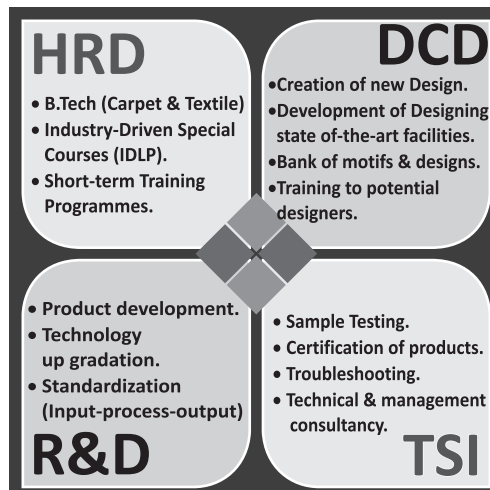 HRD
• B.Tech (Carpet & Textile)
• Industry-Driven Special
Courses (IDLP).
• Short-term Training
Programmes.
DCD
•Creation of new Design.
•Development of Designing
state of-the-art facilities.
•Bank of motifs & designs.
•Training to potential
designers.
• Product development.
• Technology
up gradation.
• Standardization
(Input-process-output)
R&D
• Sample Testing.
• Certification of products.
• Troubleshooting.
• Technical & management
consultancy.
TSI